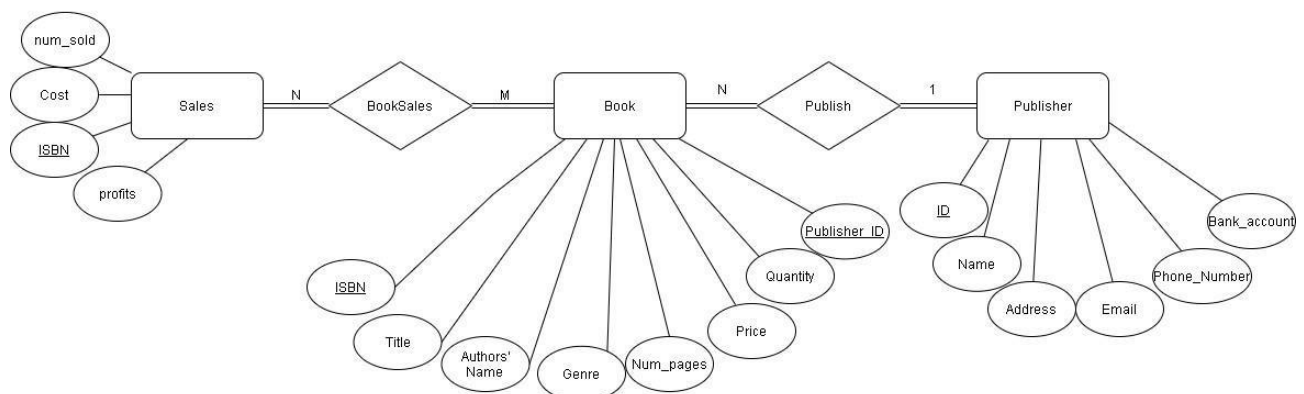 num_sold
Cost
ISBN
profits
Sales
N
BookSales
M
Book
N
Publish
1
Publisher
ISBN
Title
Authors'
Name
Genre
Num_pages
Price
Quantity
Publisher_ID
ID
Name
Address
Email
Phone_Number
Bank_account